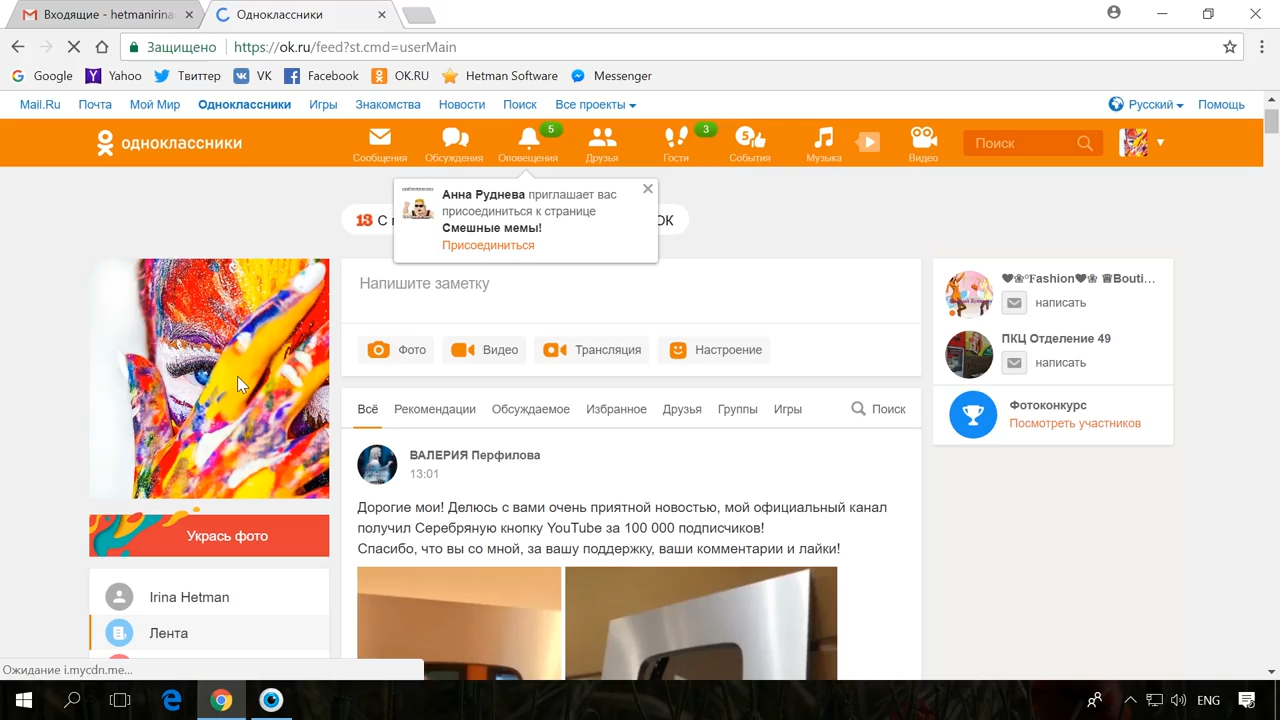 Входящие - hetmanirina
Одноклассники
Защищено
https://ok.ru/feed?st.cmd=userMain
Google Yahoo Твиттер VK Facebook OK.RU Hetman Software Messenger
Mail.Ru Почта Мой Мир Одноклассники Игры Знакомства Новости Поиск Все проекты Русский Помощь
одноклассники
5 3 5
Сообщения Обсуждения Оповещения Друзья Гости События Музыка Видео
Поиск
Анна Руднева приглашает вас
присоединиться к странице
Смешные мемы!
Присоединиться
13 С ОК
Напишите заметку
Фото Видео Трансляция Настроение
Всё Рекомендации Обсуждаемое Избранное Друзья Группы Игры Поиск
ВАЛЕРИЯ Перфилова
13:01
Дорогие мои! Делюсь с вами очень приятной новостью, мой официальный канал
получил Серебряную кнопку YouTube за 100 000 подписчиков!
Спасибо, что вы со мной, за вашу поддержку, ваши комментарии и лайки!
❤❀°𝔽ashion❤❀ ♕Bouti...
написать
ПКЦ Отделение 49
написать
Фотоконкурс
Посмотреть участников
Укрась фото
Irina Hetman
Лента
Ожидание i.mycdn.me...
ENG